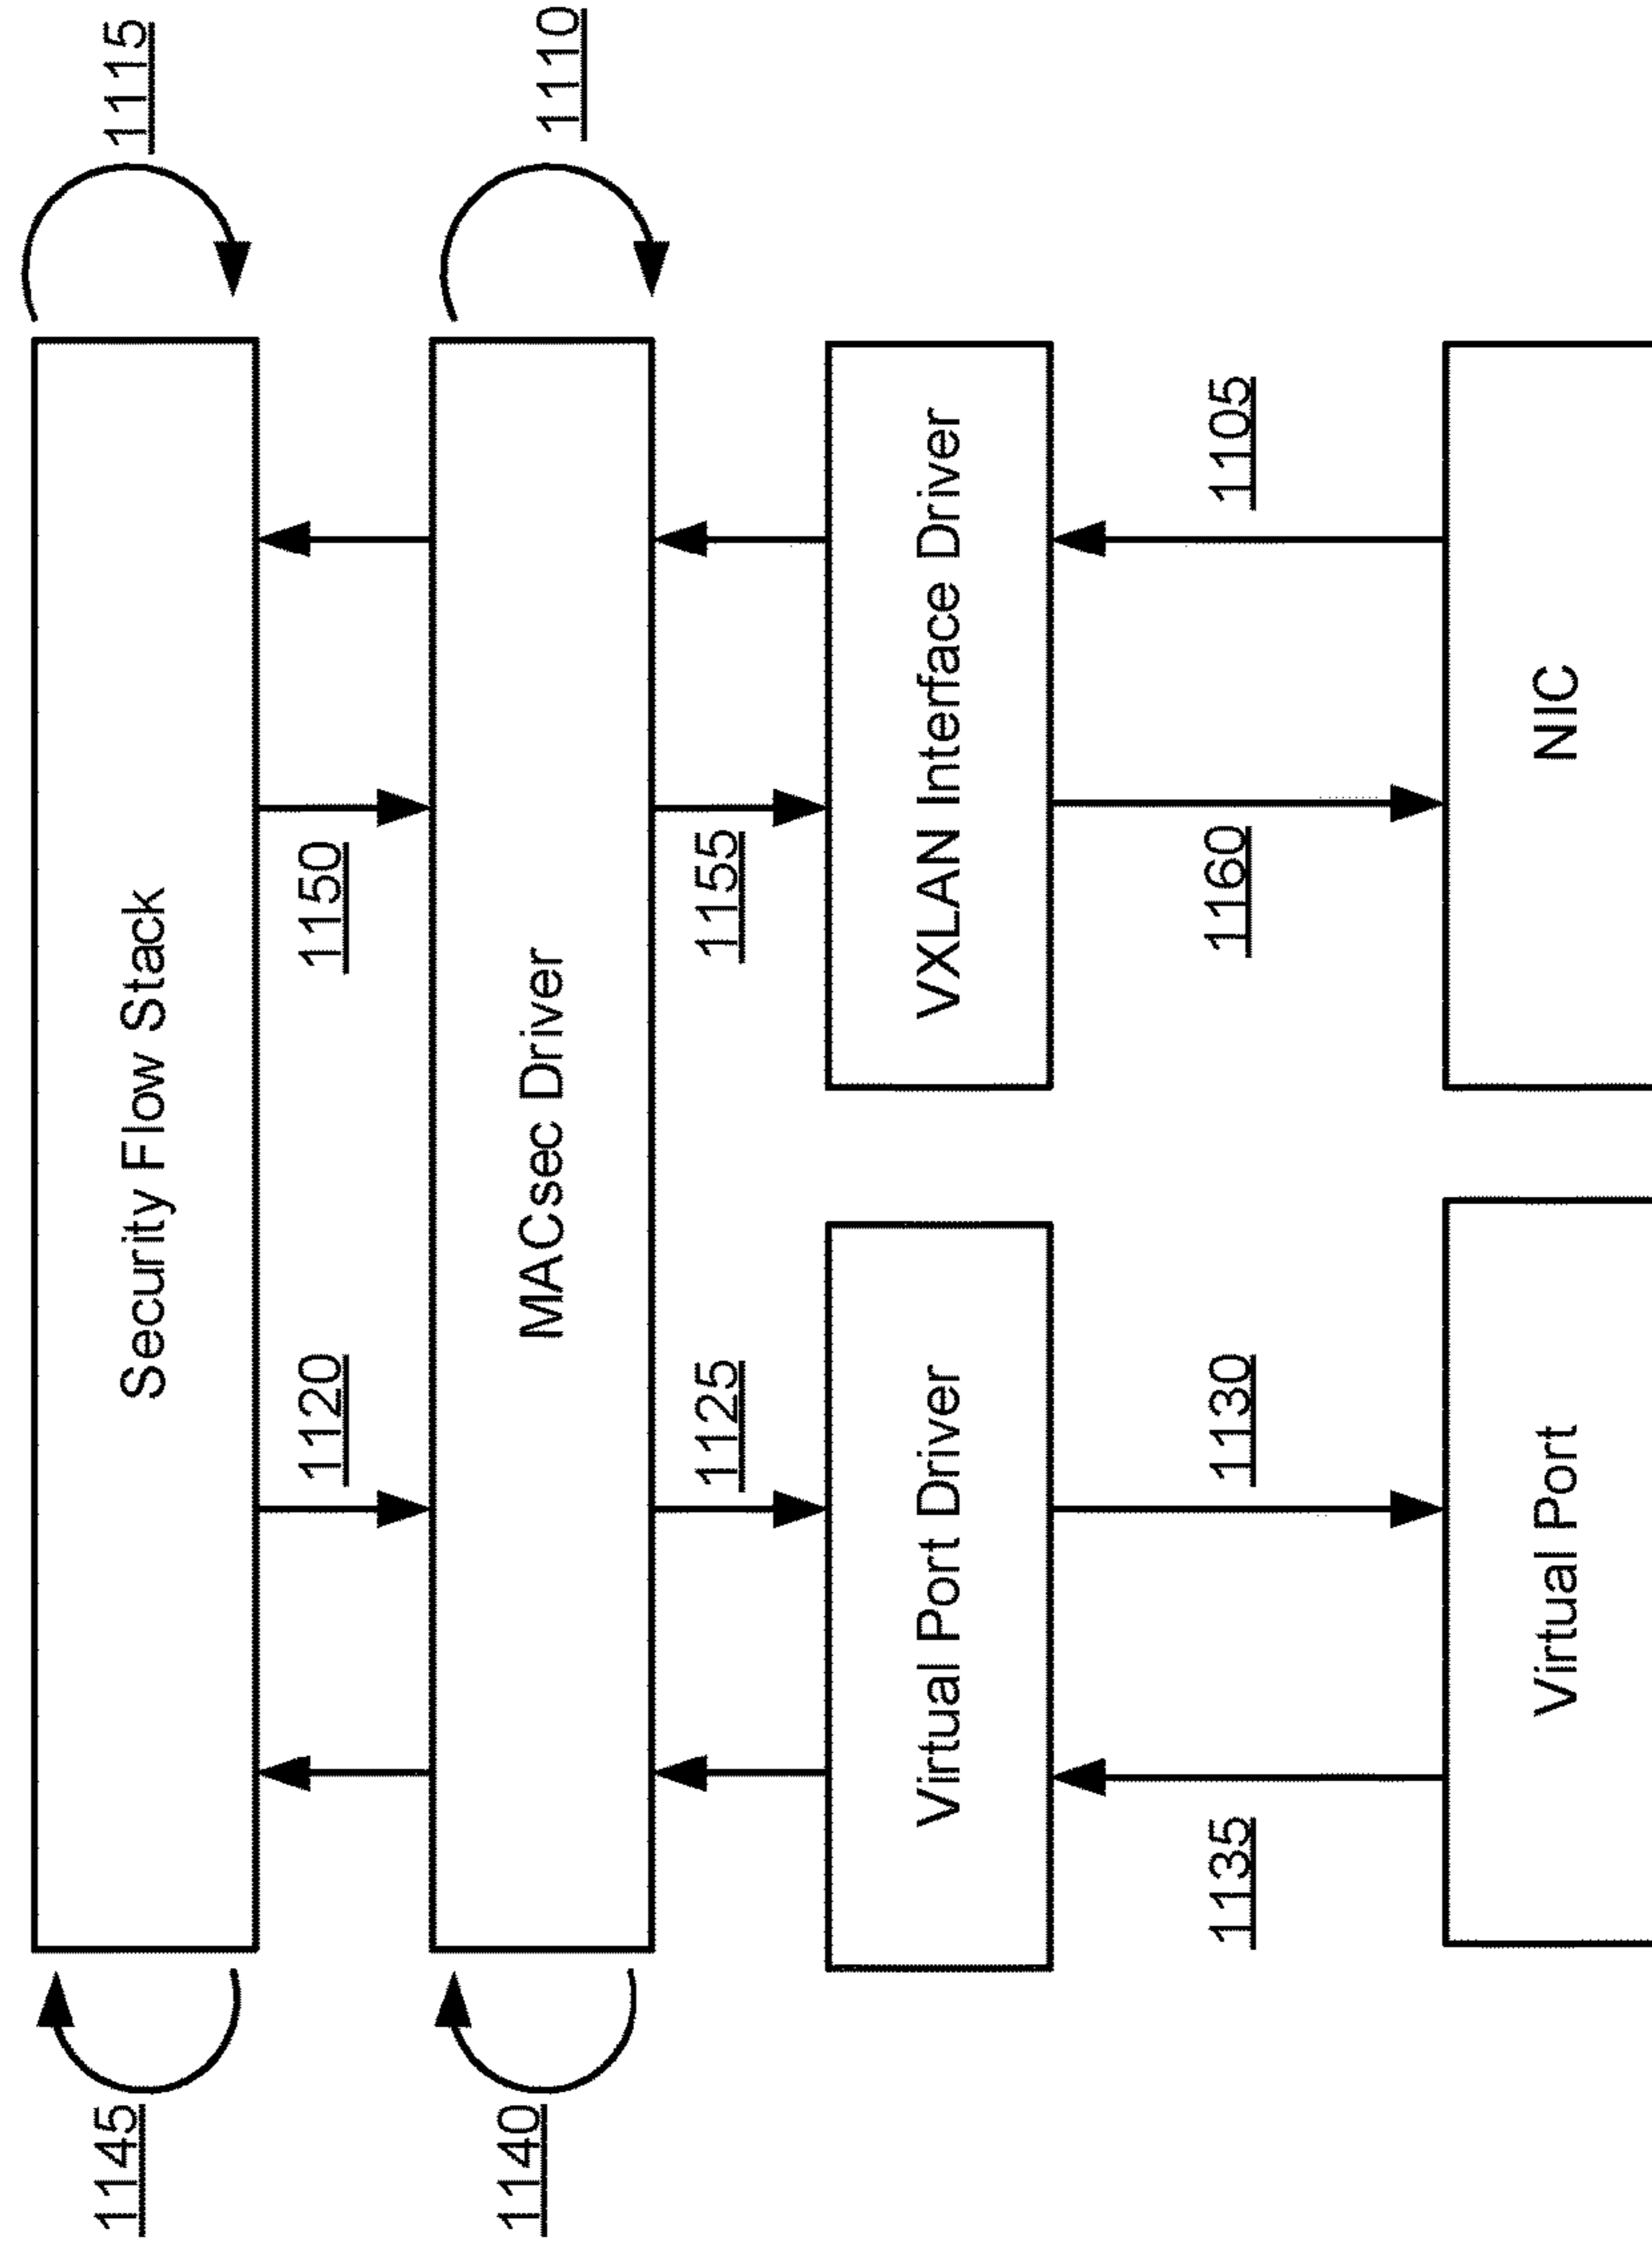 1145
Security Flow Stack
1115
1120
1150
1140
MACsec Driver
1110
1125
1155
Virtual Port Driver
VXLAN Interface Driver
1135
1130
1160
1105
Virtual Port
NIC